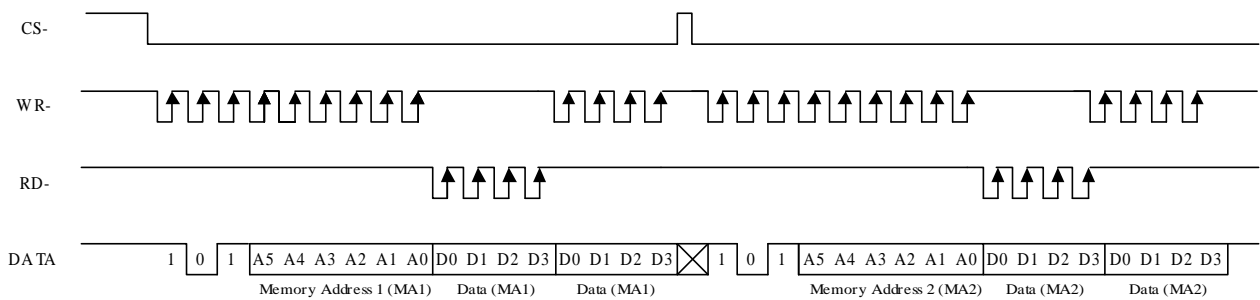 CS-
WR-
RD-
DATA 1 0 1 A5 A4 A3 A2 A1 A0 D0 D1 D2 D3 D0 D1 D2 D3 1 0 1 A5 A4 A3 A2 A1 A0 D0 D1 D2 D3 D0 D1 D2 D3
Memory Address 1 (MA1) Data (MA1) Data (MA1) Memory Address 2 (MA2) Data (MA2) Data (MA2)